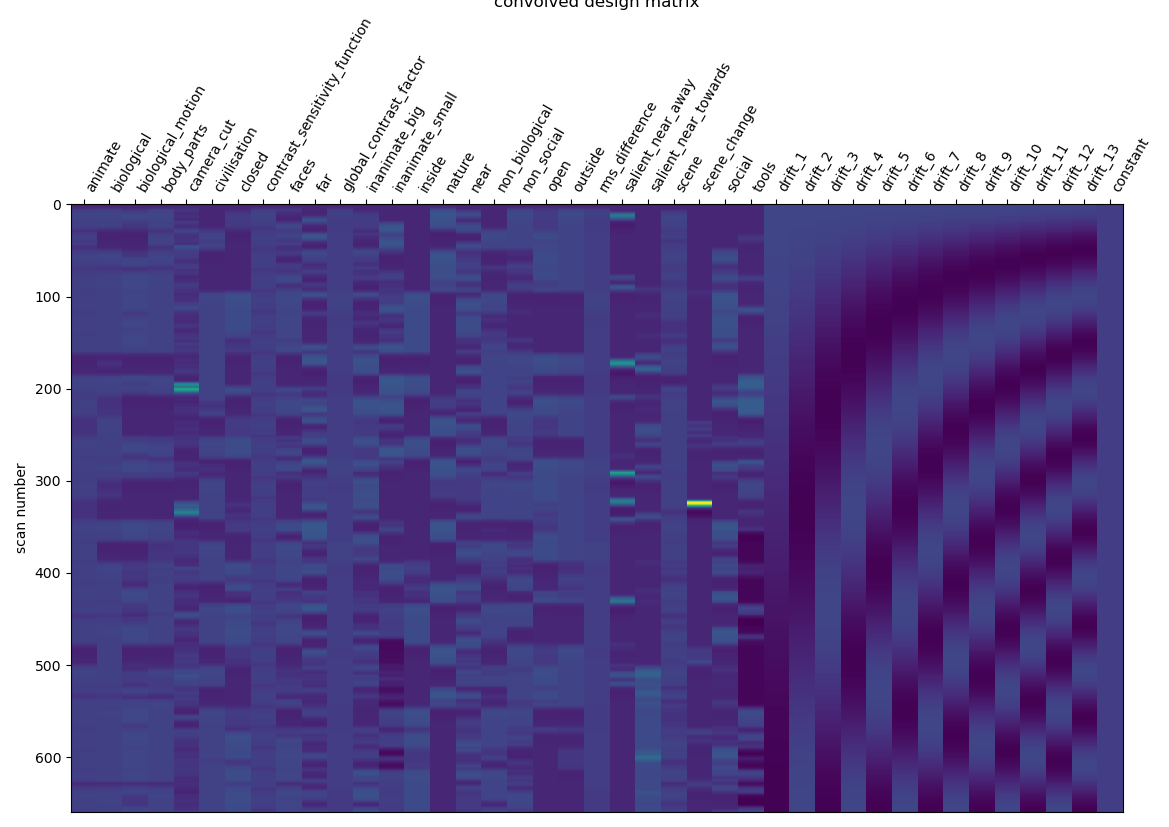 convolved design matrix
animate
biological
biological_motion
body_parts
camera_cut
civilisation
closed
contrast_sensitivity_function
faces
far
global_contrast_factor
inanimate_big
inanimate_small
inside
nature
near
non_biological
non_social
open
outside
rms_difference
salient_near_away
salient_near_towards
scene
scene_change
social
tools
drift_1
drift_2
drift_3
drift_4
drift_5
drift_6
drift_7
drift_8
drift_9
drift_10
drift_11
drift_12
drift_13
constant
0
100
200
300
400
500
600
scan number